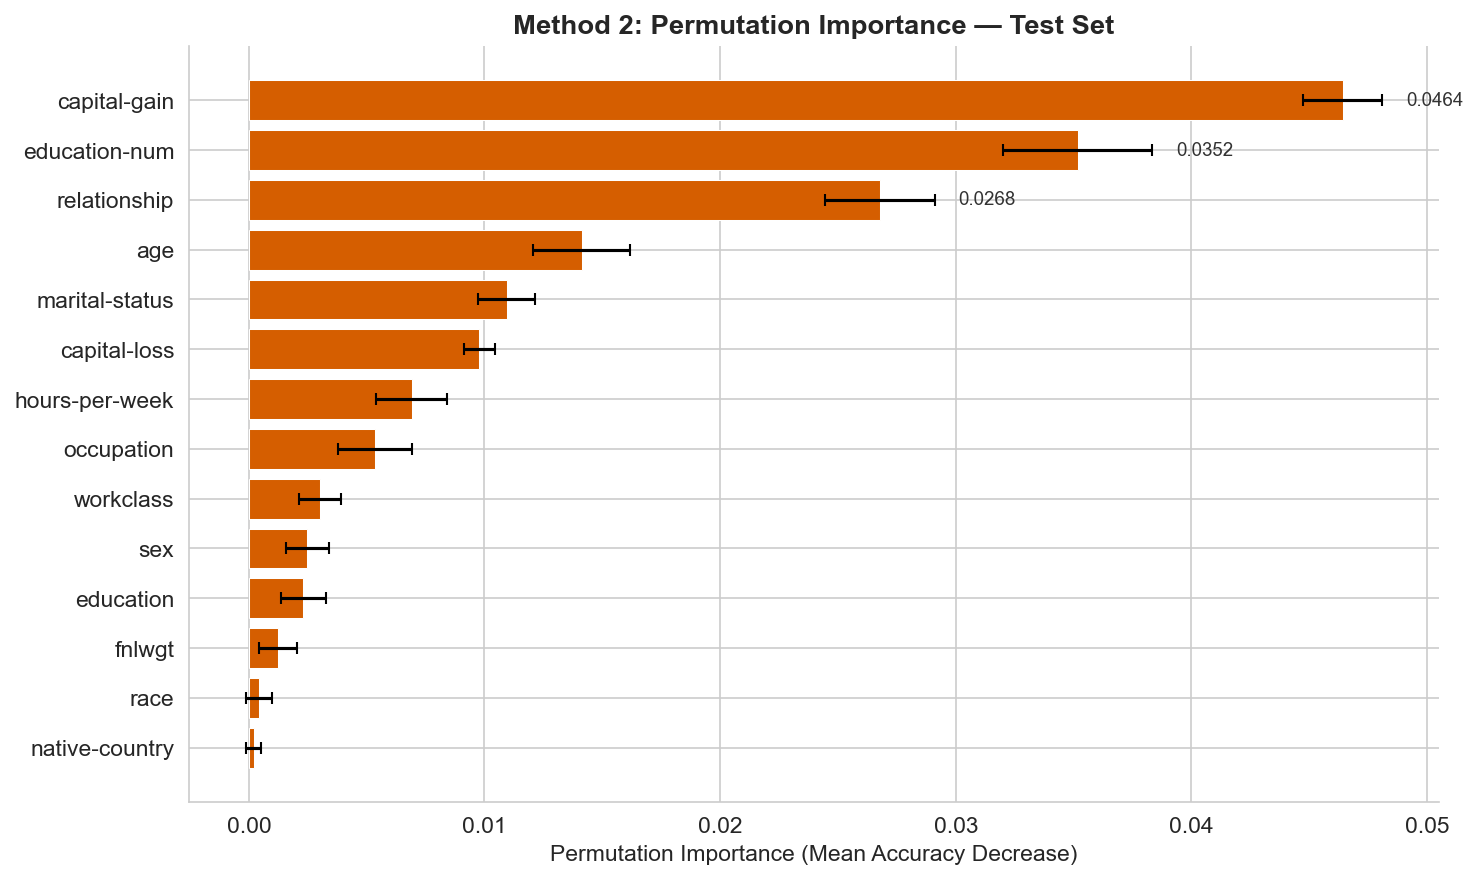 Method 2: Permutation Importance — Test Set
capital-gain 0.0464
education-num 0.0352
relationship 0.0268
age
marital-status
capital-loss
hours-per-week
occupation
workclass
sex
education
fnlwgt
race
native-country
0.00 0.01 0.02 0.03 0.04 0.05
Permutation Importance (Mean Accuracy Decrease)